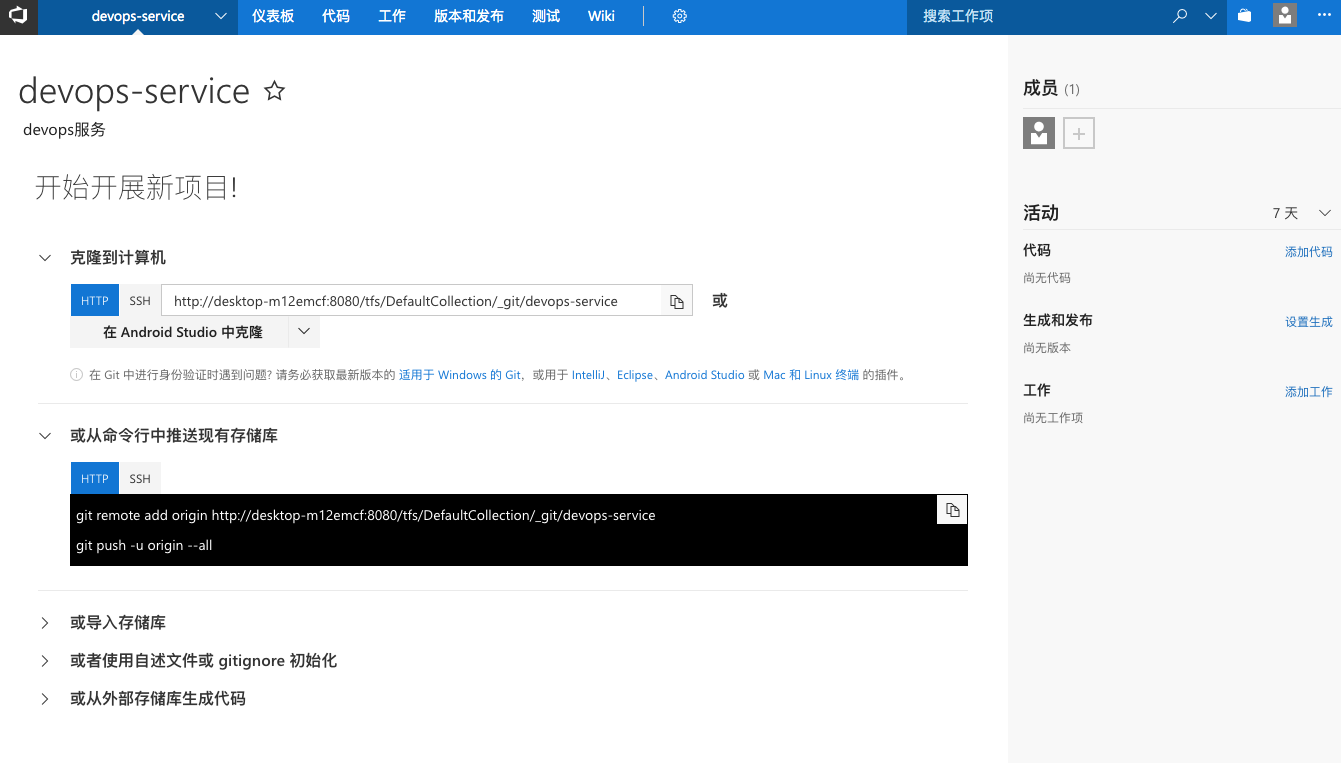 devops-service 仪表板 代码 工作 版本和发布 测试 Wiki 搜索工作项
devops-service
devops服务
开始开展新项目!
克隆到计算机
HTTP SSH http://desktop-m12emcf:8080/tfs/DefaultCollection/_git/devops-service 或
在 Android Studio 中克隆
在 Git 中进行身份验证时遇到问题? 请务必获取最新版本的 适用于 Windows 的 Git，或用于 IntelliJ、Eclipse、Android Studio 或 Mac 和 Linux 终端 的插件。
或从命令行中推送现有存储库
HTTP SSH
git remote add origin http://desktop-m12emcf:8080/tfs/DefaultCollection/_git/devops-service
git push -u origin --all
或导入存储库
或者使用自述文件或 gitignore 初始化
或从外部存储库生成代码
成员 (1)
活动 7 天
代码 添加代码
尚无代码
生成和发布 设置生成
尚无版本
工作 添加工作
尚无工作项